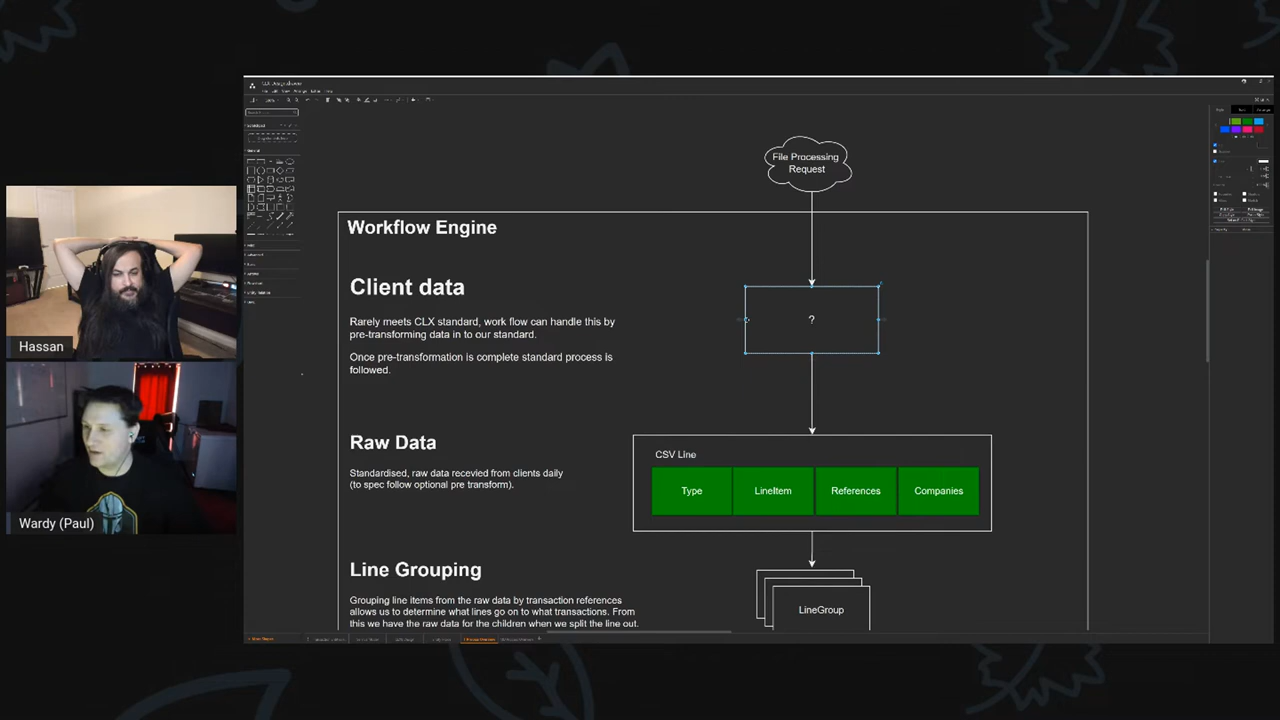 File Processing
Request
Workflow Engine
Client data
Rarely meets CLX standard, work flow can handle this by
pre-transforming data in to our standard.
Once pre-transformation is complete standard process is
followed.
?
Raw Data
Standardised, raw data recevied from clients daily
(to spec follow optional pre transform).
CSV Line
Type
LineItem
References
Companies
Line Grouping
Grouping line items from the raw data by transaction references
allows us to determine what lines go on to what transactions. From
this we have the raw data for the children when we split the line out.
LineGroup
Hassan
Wardy (Paul)